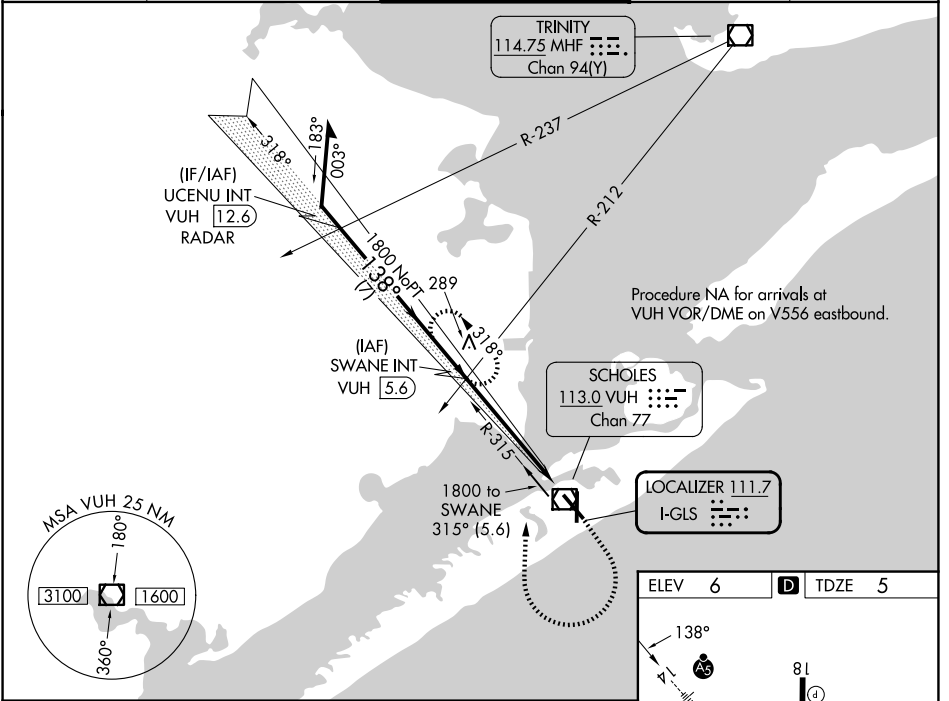 TRINITY
114.75 MHF
Chan 94(Y)
R-237
R-212
318°
183°
003°
(IF/IAF)
UCENU INT
VUH 12.6
RADAR
1800 NoPT
138°
(7)
289
318°
Procedure NA for arrivals at
VUH VOR/DME on V556 eastbound.
(IAF)
SWANE INT
VUH 5.6
SCHOLES
113.0 VUH
Chan 77
R-315
1800 to
SWANE
315° (5.6)
LOCALIZER 111.7
I-GLS
MSA VUH 25 NM
180°
3100
1600
360°
ELEV 6
D
TDZE 5
138°
A5
14
18
P